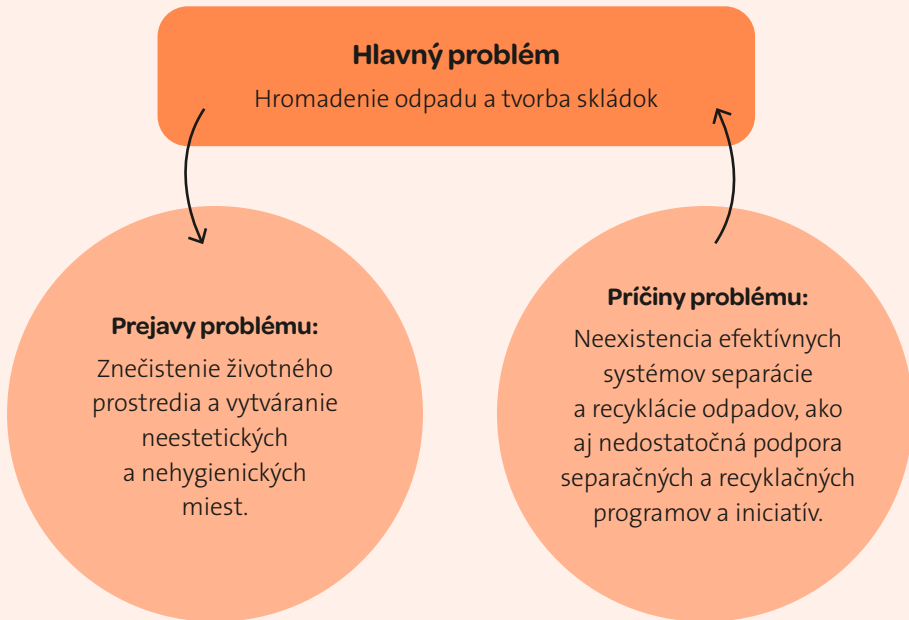 Hlavný problém
Hromadenie odpadu a tvorba skládok
Prejavy problému:
Znečistenie životného
prostredia a vytváranie
neestetických
a nehygienických
miest.
Príčiny problému:
Neexistencia efektívnych
systémov separácie
a recyklácie odpadov, ako
aj nedostatočná podpora
separačných a recyklačných
programov a iniciatív.